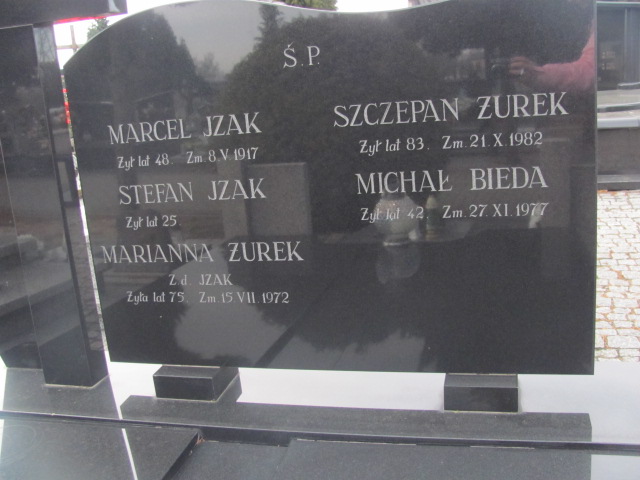 Ś.P.
MARCEL JZAK
Żył lat 48. Zm. 8.V.1917
STEFAN JZAK
Żył lat 25.
MARIANNA ŻUREK
Z d. JZAK
Żyła lat 75. Zm 15.VII.1972
SZCZEPAN ŻUREK
Żył lat 83. Zm. 21.X.1982
MICHAŁ BIEDA
Żył lat 42. Zm. 27.XI.1977